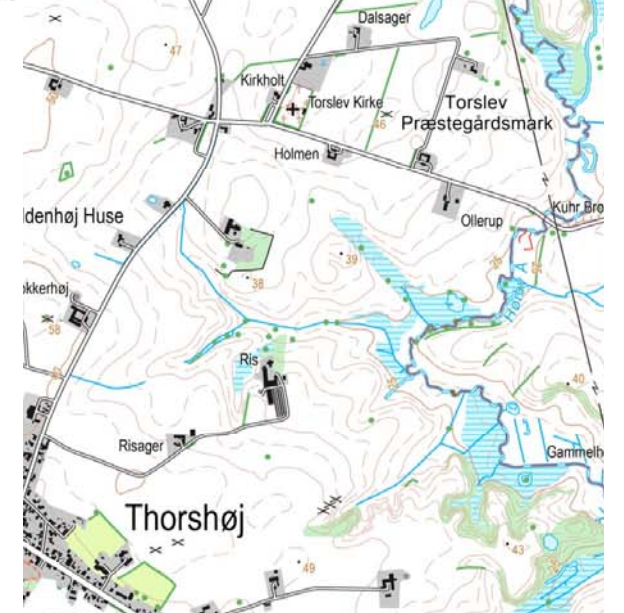 Dalsager
47
Kirkholt
Torslev Kirke
46
Torslev
Præstegårdsmark
Holmen
Ollerup
Kuhr Bro
denhøj Huse
39
38
kkerhøj
58
Ris
40
Risager
Gammelh
Thorshøj
43
49